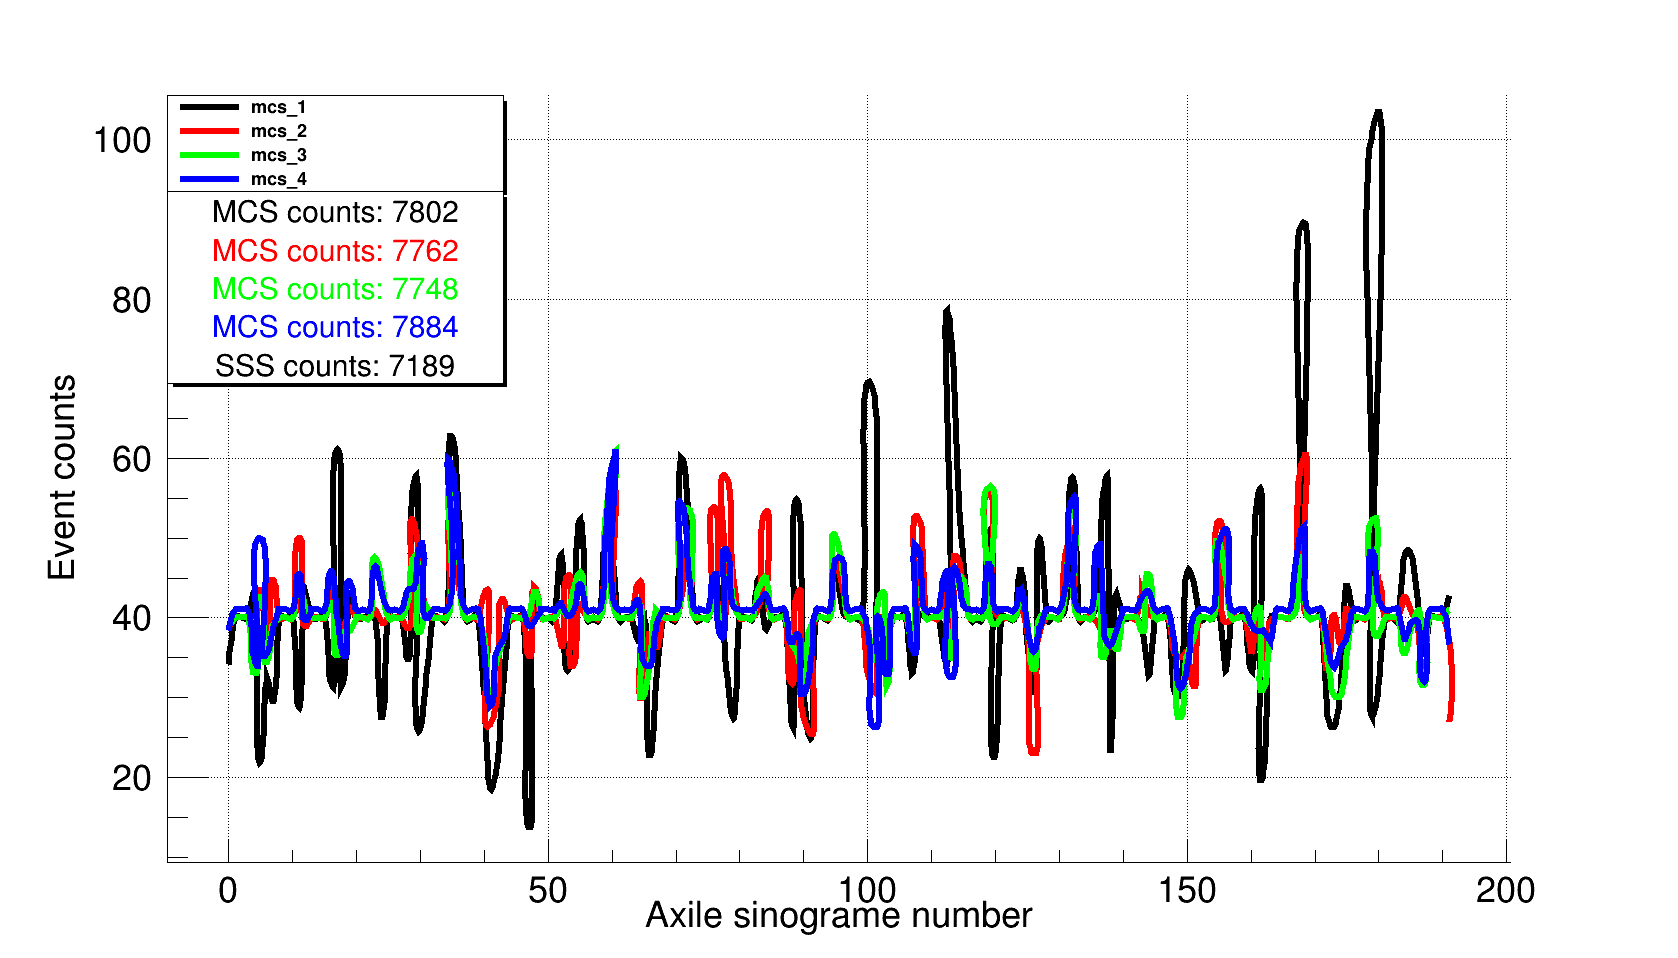 mcs_1
mcs_2
mcs_3
mcs_4
MCS counts: 7802
MCS counts: 7762
MCS counts: 7748
MCS counts: 7884
SSS counts: 7189
Event counts
100
80
60
40
20
0 50 100 150 200
Axile sinograme number